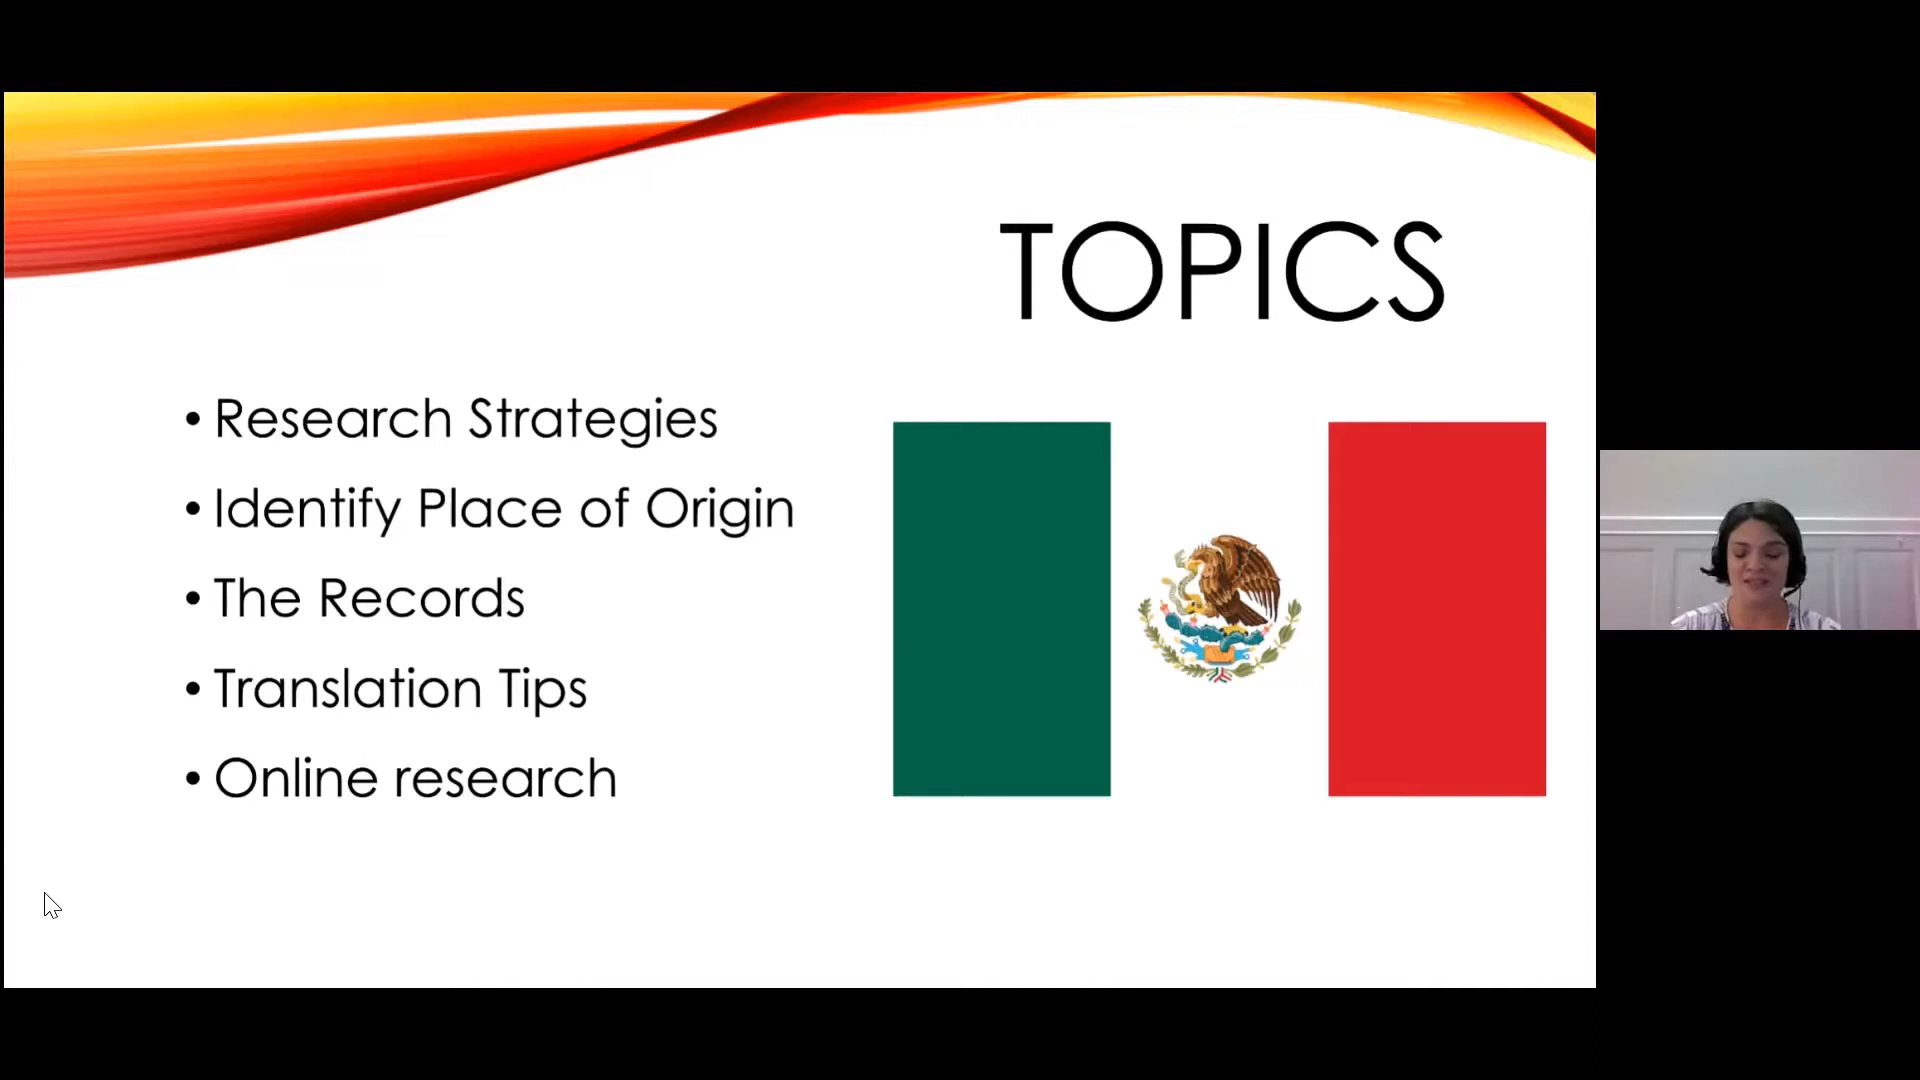 TOPICS
• Research Strategies
• Identify Place of Origin
• The Records
• Translation Tips
• Online research